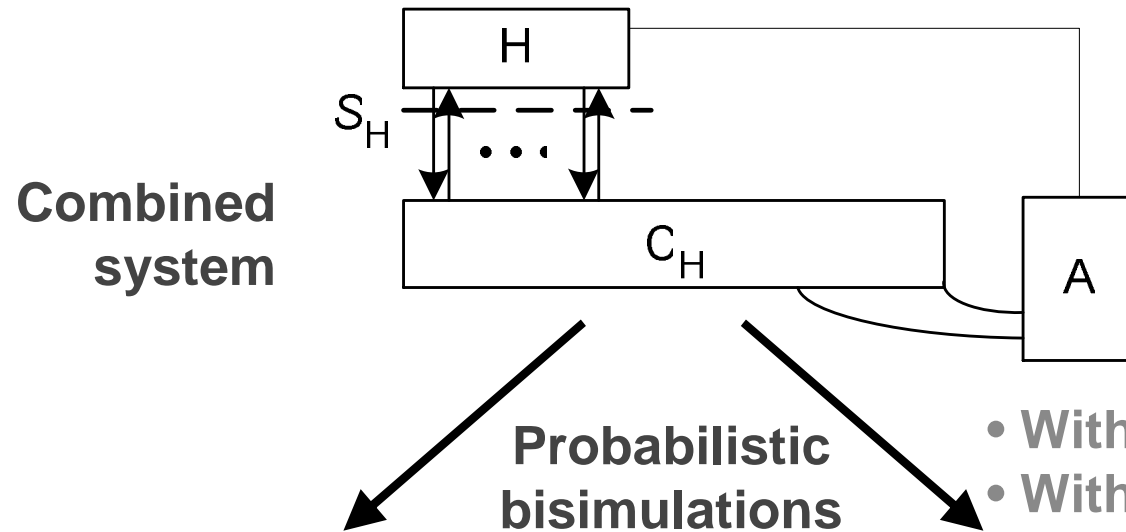 H
S_H
• • •
Combined
system
C_H
A
Probabilistic
bisimulations
• With
• With